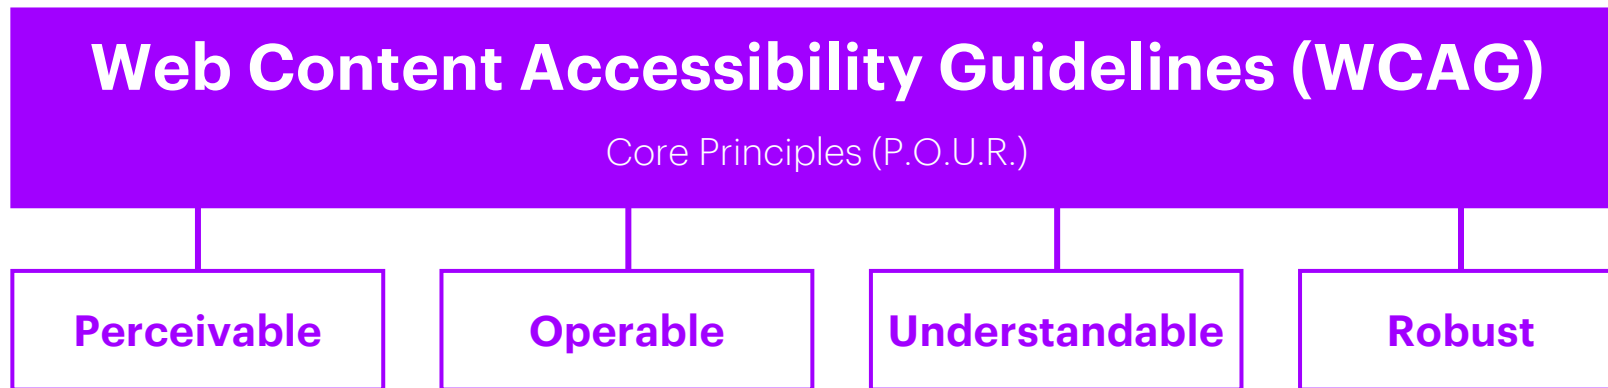 Web Content Accessibility Guidelines (WCAG)
Core Principles (P.O.U.R.)
Perceivable
Operable
Understandable
Robust